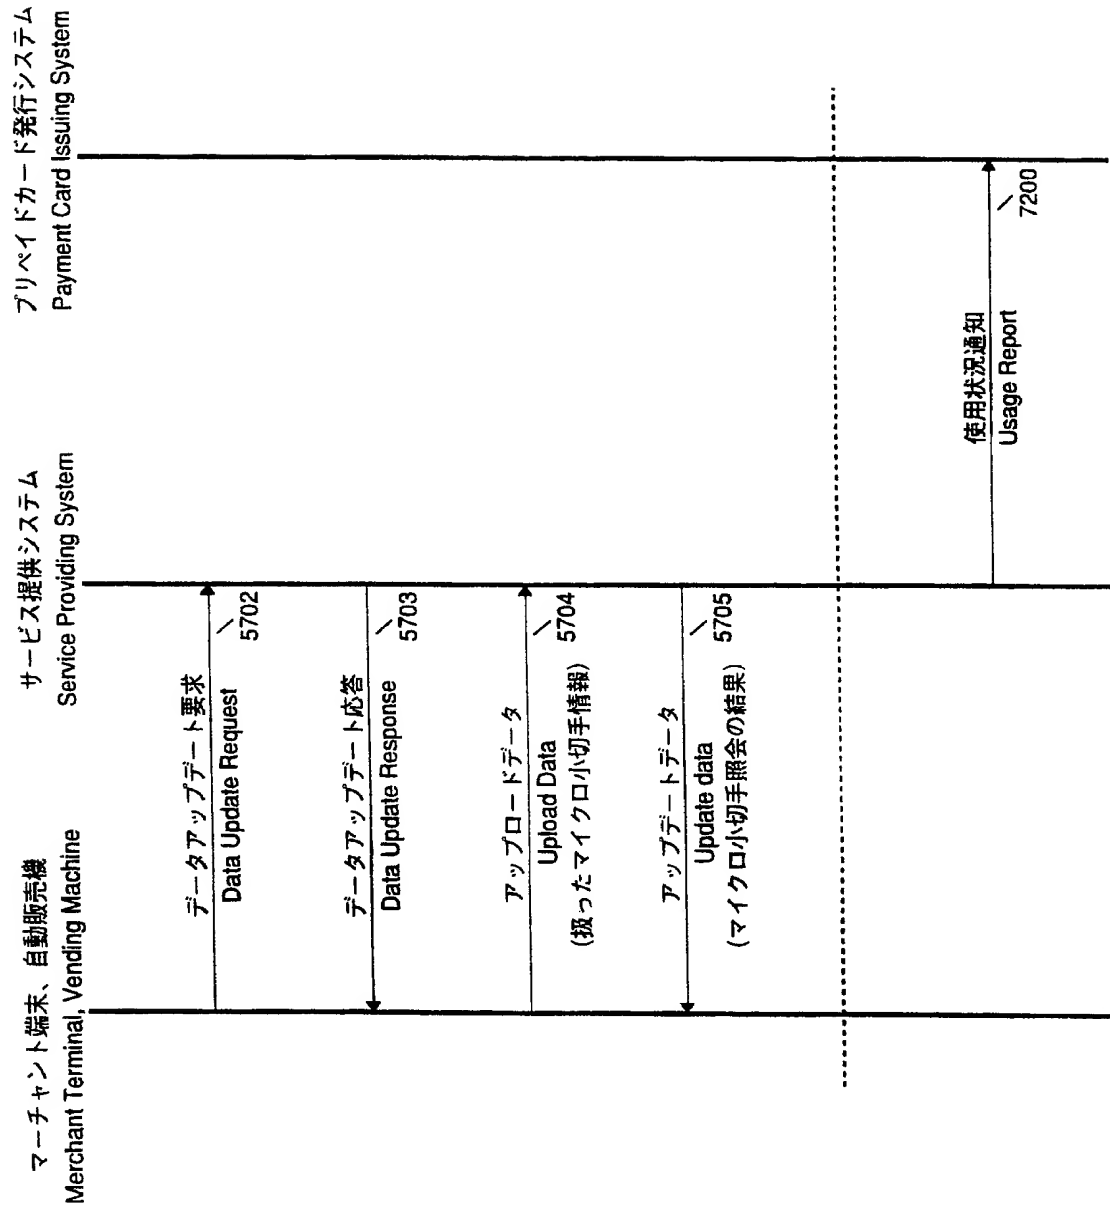 マーチャント端末、自動販売機
Merchant Terminal, Vending Machine
サービス提供システム
Service Providing System
プリペイドカード発行システム
Payment Card Issuing System
データアップデート要求
Data Update Request
5702
データアップデート応答
Data Update Response
5703
アップロードデータ
Upload Data
(扱ったマイクロ小切手情報)
5704
アップデートデータ
Update data
(マイクロ小切手照会の結果)
5705
使用状況通知
Usage Report
7200